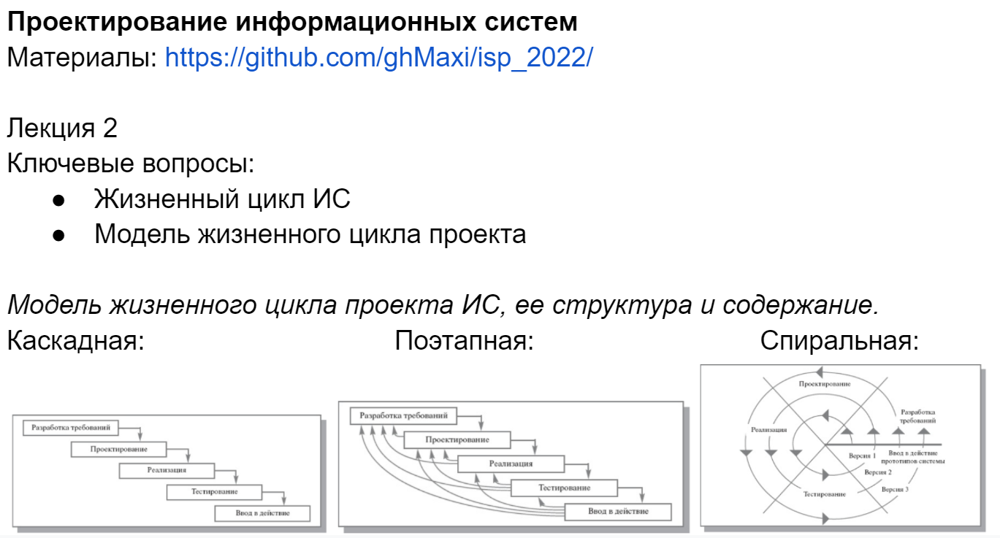 Проектирование информационных систем
Материалы: https://github.com/ghMaxi/isp_2022/
Лекция 2
Ключевые вопросы:
● Жизненный цикл ИС
● Модель жизненного цикла проекта
Модель жизненного цикла проекта ИС, ее структура и содержание.
Каскадная:
Поэтапная:
Спиральная:
Разработка требований
Проектирование
Реализация
Тестирование
Ввод в действие
Разработка требований
Проектирование
Реализация
Тестирование
Ввод в действие
Проектирование
Разработка
требований
Реализация
Версия 1
Ввод в действие
прототипов системы
Версия 2
Версия 3
Тестирование